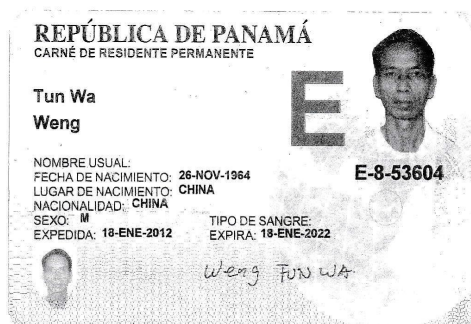 REPÚBLICA DE PANAMÁ
CARNÉ DE RESIDENTE PERMANENTE
Tun Wa
Weng
E
E-8-53604
NOMBRE USUAL:
FECHA DE NACIMIENTO: 26-NOV-1964
LUGAR DE NACIMIENTO: CHINA
NACIONALIDAD: CHINA
SEXO: M
TIPO DE SANGRE:
EXPEDIDA: 18-ENE-2012
EXPIRA: 18-ENE-2022
Weng TUN WA